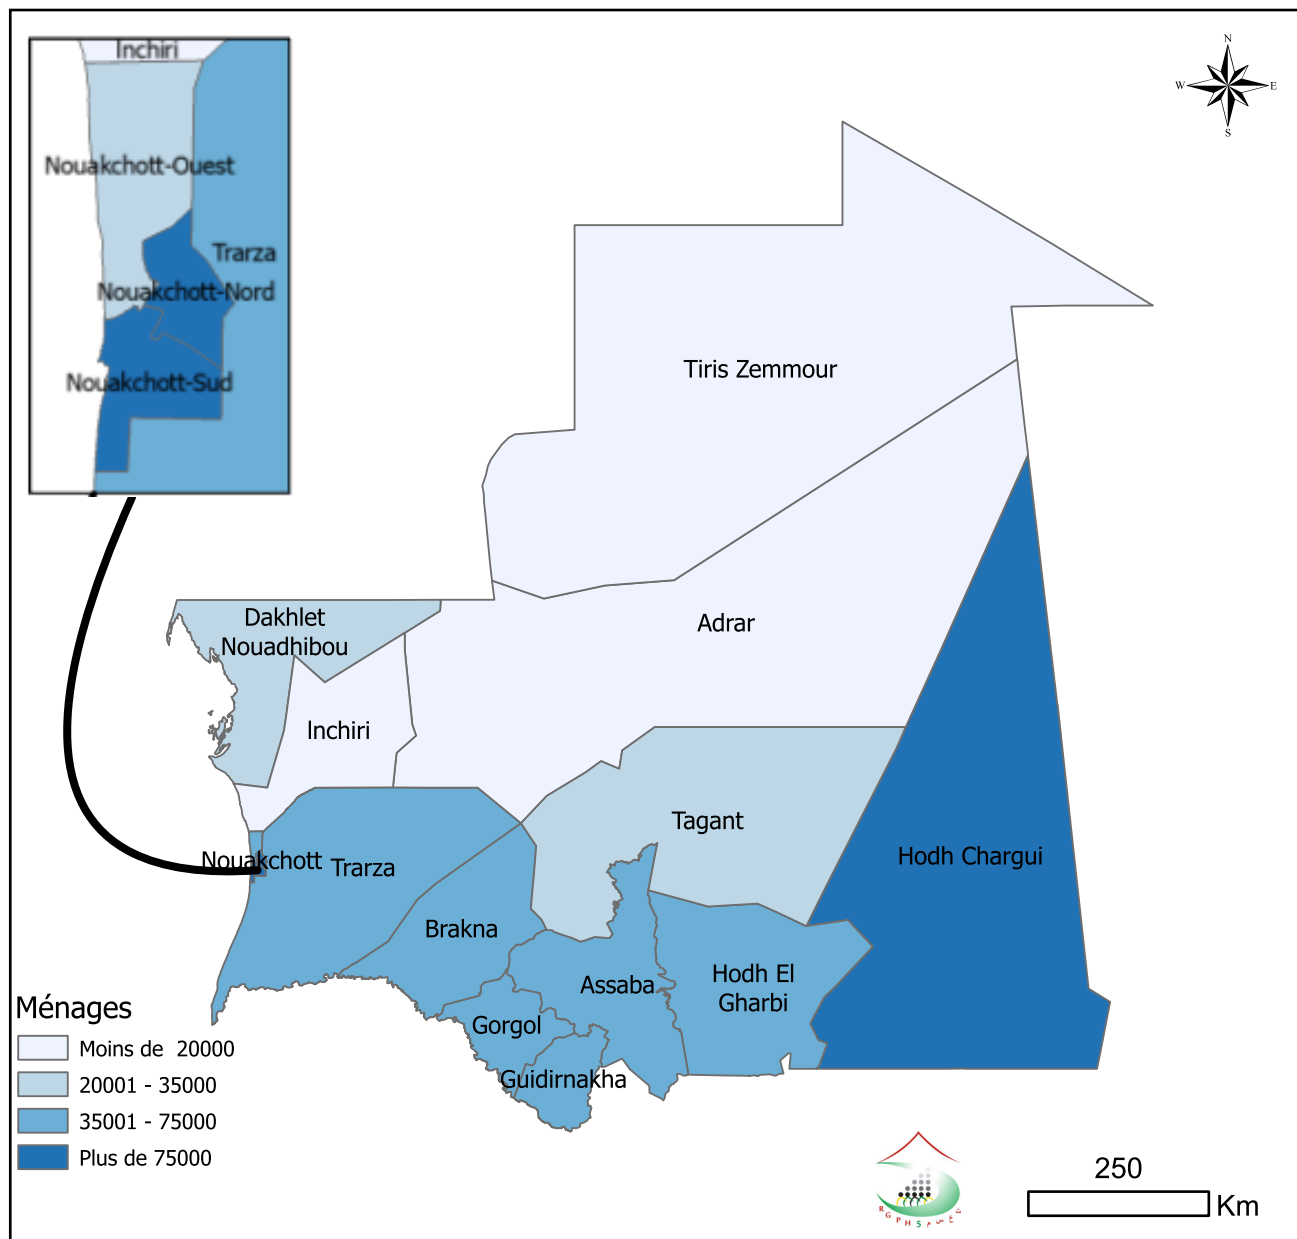 Inchiri
Nouakchott-Ouest
Trarza
Nouakchott-Nord
Nouakchott-Sud
N
W
E
S
Tiris Zemmour
Adrar
Dakhlet
Nouadhibou
Inchiri
Tagant
Hodh Chargui
Nouakchott
Trarza
Brakna
Assaba
Hodh El
Gharbi
Gorgol
Guidirnakha
Ménages
Moins de 20000
20001 - 35000
35001 - 75000
Plus de 75000
RGPH5
250
Km